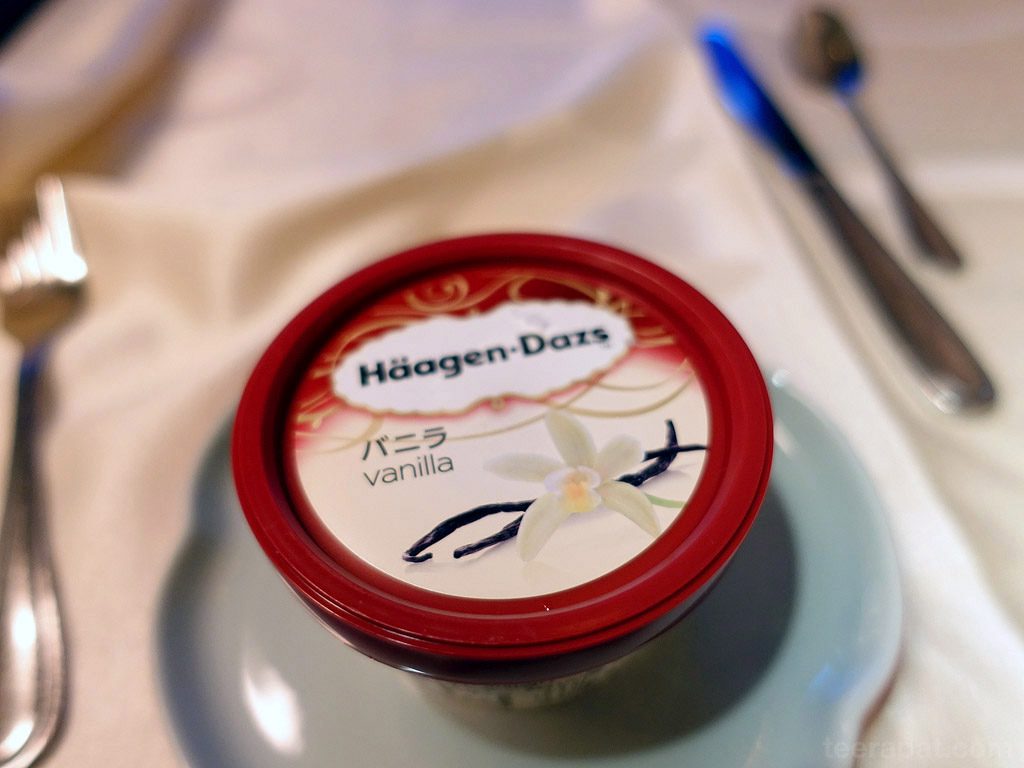 Häagen-Dazs
バニラ
vanilla